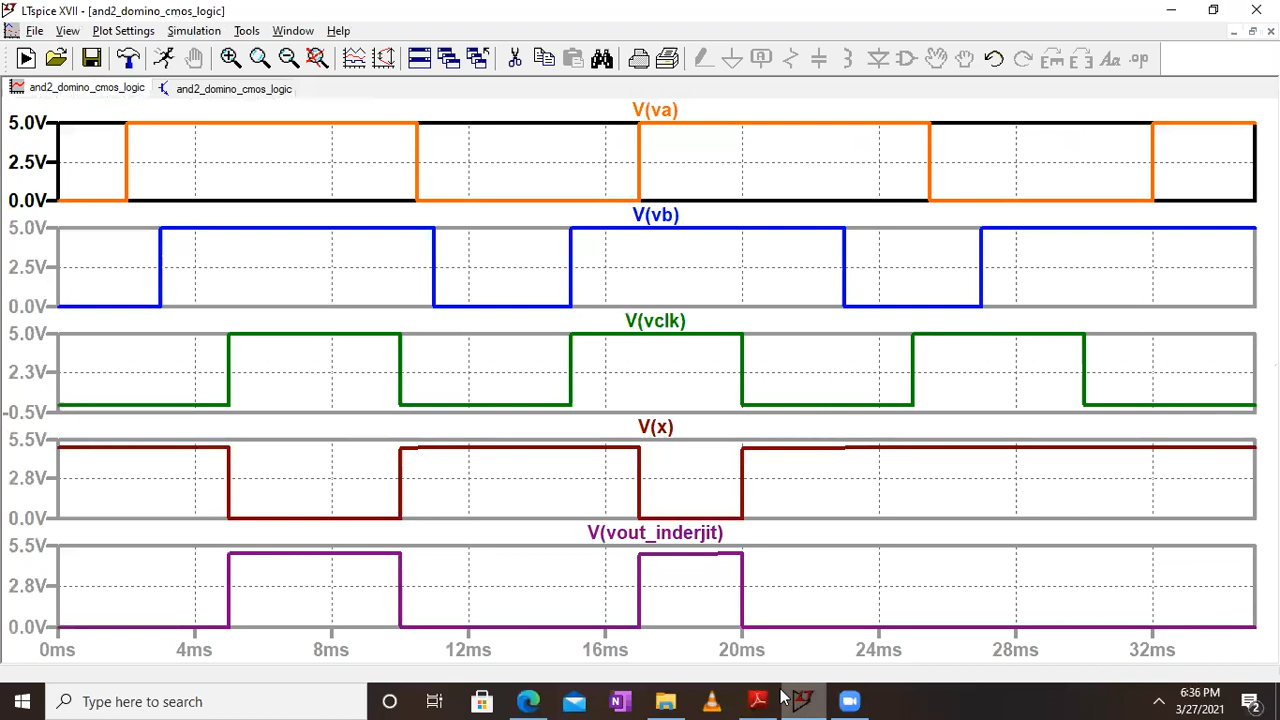 LTspice XVII - [and2_domino_cmos_logic]
File View Plot Settings Simulation Tools Window Help
Aa .op
and2_domino_cmos_logic and2_domino_cmos_logic
V(va)
5.0V
2.5V
0.0V
V(vb)
5.0V
2.5V
0.0V
V(vclk)
5.0V
2.3V
-0.5V
V(x)
5.5V
2.8V
0.0V
V(vout_inderjit)
5.5V
2.8V
0.0V
0ms 4ms 8ms 12ms 16ms 20ms 24ms 28ms 32ms
Type here to search
6:36 PM
3/27/2021
2